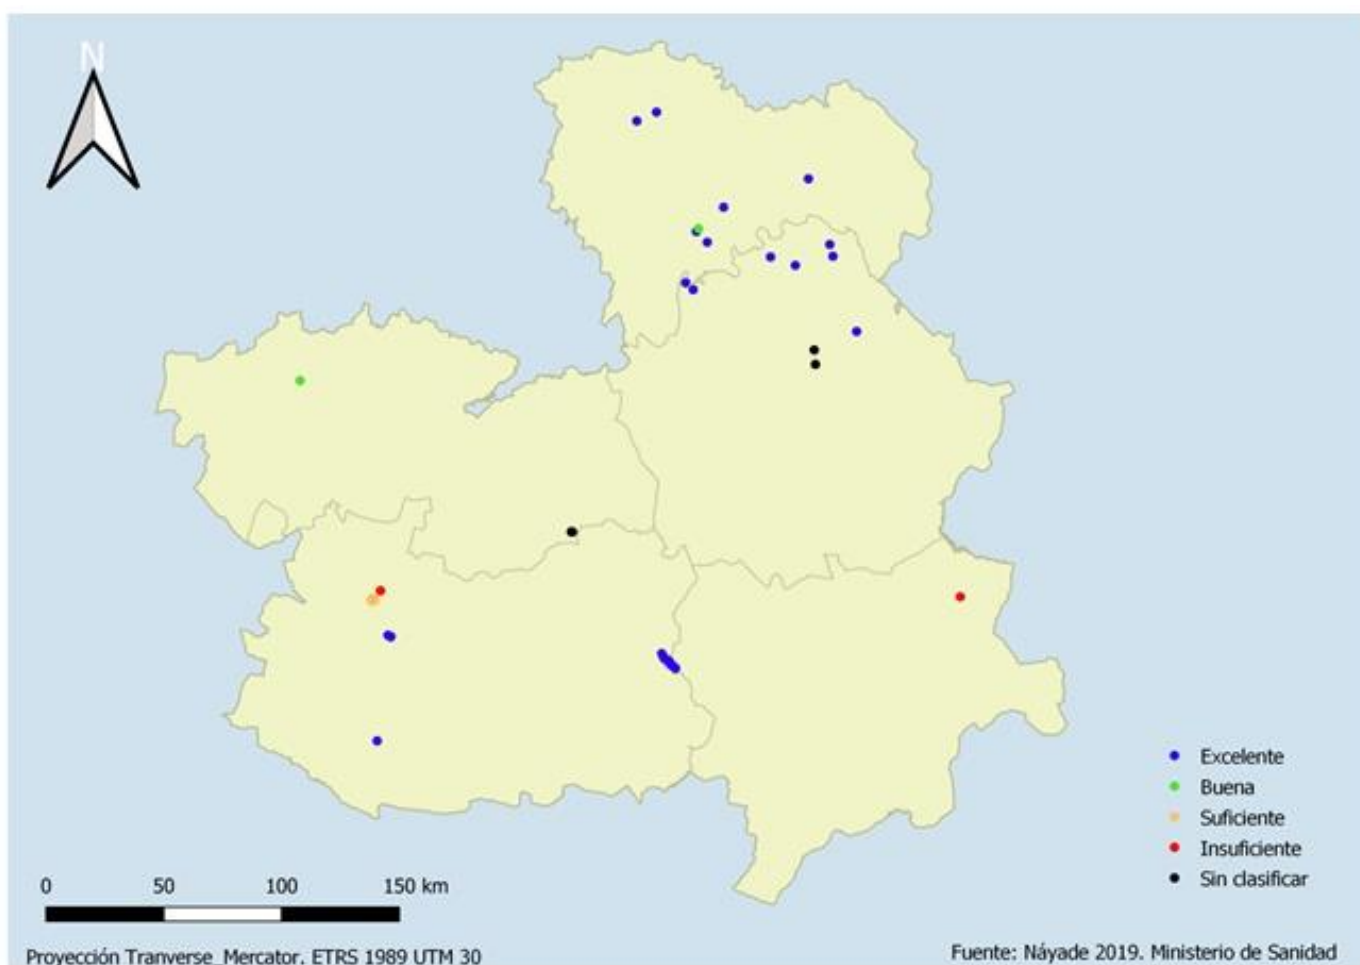 N
Excelente
Buena
Suficiente
Insuficiente
Sin clasificar
0 50 100 150 km
Proyección Tranverse_Mercator. ETRS 1989 UTM 30
Fuente: Náyade 2019. Ministerio de Sanidad